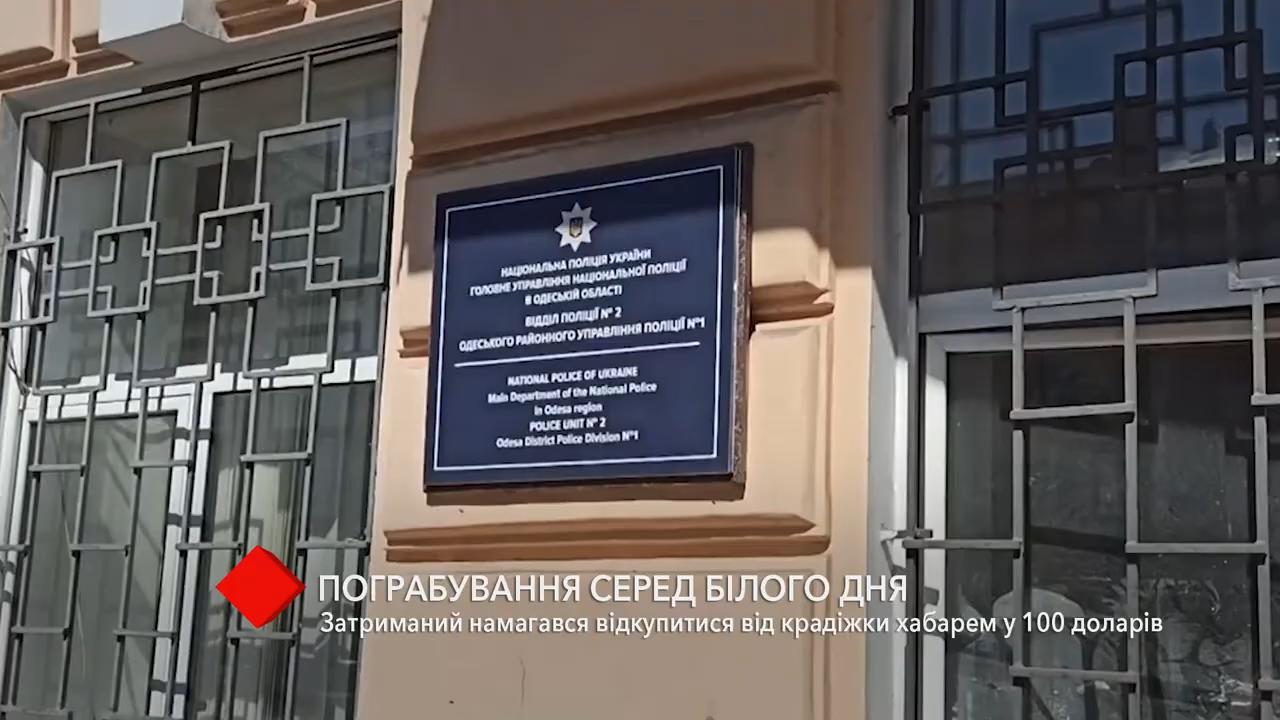 НАЦІОНАЛЬНА ПОЛІЦІЯ УКРАЇНИ
ГОЛОВНЕ УПРАВЛІННЯ НАЦІОНАЛЬНОЇ ПОЛІЦІЇ
В ОДЕСЬКІЙ ОБЛАСТІ
ВІДДІЛ ПОЛІЦІЇ № 2
ОДЕСЬКОГО РАЙОННОГО УПРАВЛІННЯ ПОЛІЦІЇ №1
NATIONAL POLICE OF UKRAINE
Main Department of the National Police
in Odesa region
POLICE UNIT № 2
Odesa District Police Division №1
ПОГРАБУВАННЯ СЕРЕД БІЛОГО ДНЯ
Затриманий намагався відкупитися від крадіжки хабарем у 100 доларів